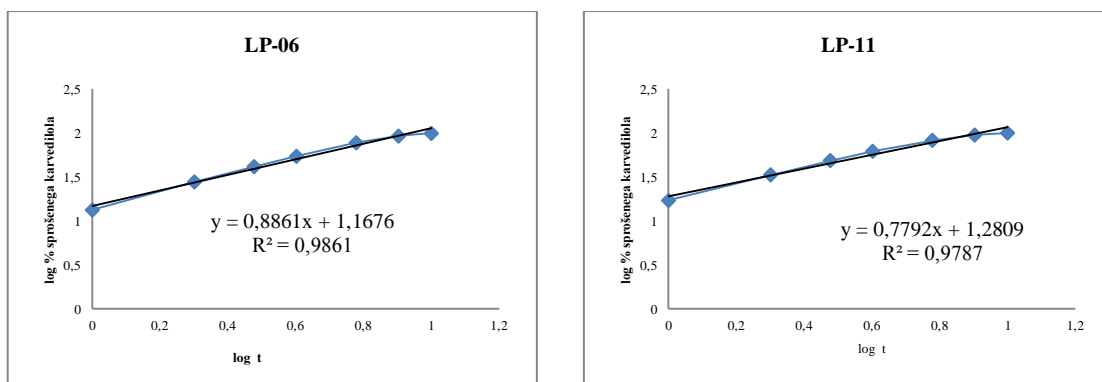 LP-06
log % sprošenega karvedilola
2,5
2
1,5
1
0,5
0
y = 0,8861x + 1,1676
R² = 0,9861
0 0,2 0,4 0,6 0,8 1 1,2
log t
LP-11
log % sprošenega karvedilola
2,5
2
1,5
1
0,5
0
y = 0,7792x + 1,2809
R² = 0,9787
0 0,2 0,4 0,6 0,8 1 1,2
log t